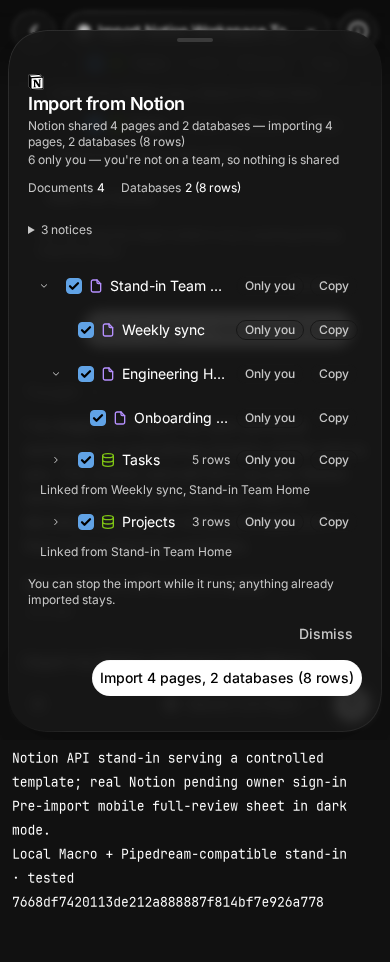 Import from Notion
Notion shared 4 pages and 2 databases — importing 4
pages, 2 databases (8 rows)
6 only you — you're not on a team, so nothing is shared
Documents 4 Databases 2 (8 rows)
3 notices
Stand-in Team ... Only you Copy
Weekly sync Only you Copy
Engineering H... Only you Copy
Onboarding ... Only you Copy
Tasks 5 rows Only you Copy
Linked from Weekly sync, Stand-in Team Home
Projects 3 rows Only you Copy
Linked from Stand-in Team Home
You can stop the import while it runs; anything already
imported stays.
Dismiss
Import 4 pages, 2 databases (8 rows)
Notion API stand-in serving a controlled
template; real Notion pending owner sign-in
Pre-import mobile full-review sheet in dark
mode.
Local Macro + Pipedream-compatible stand-in
· tested
7668df7420113de212a888887f814bf7e926a778